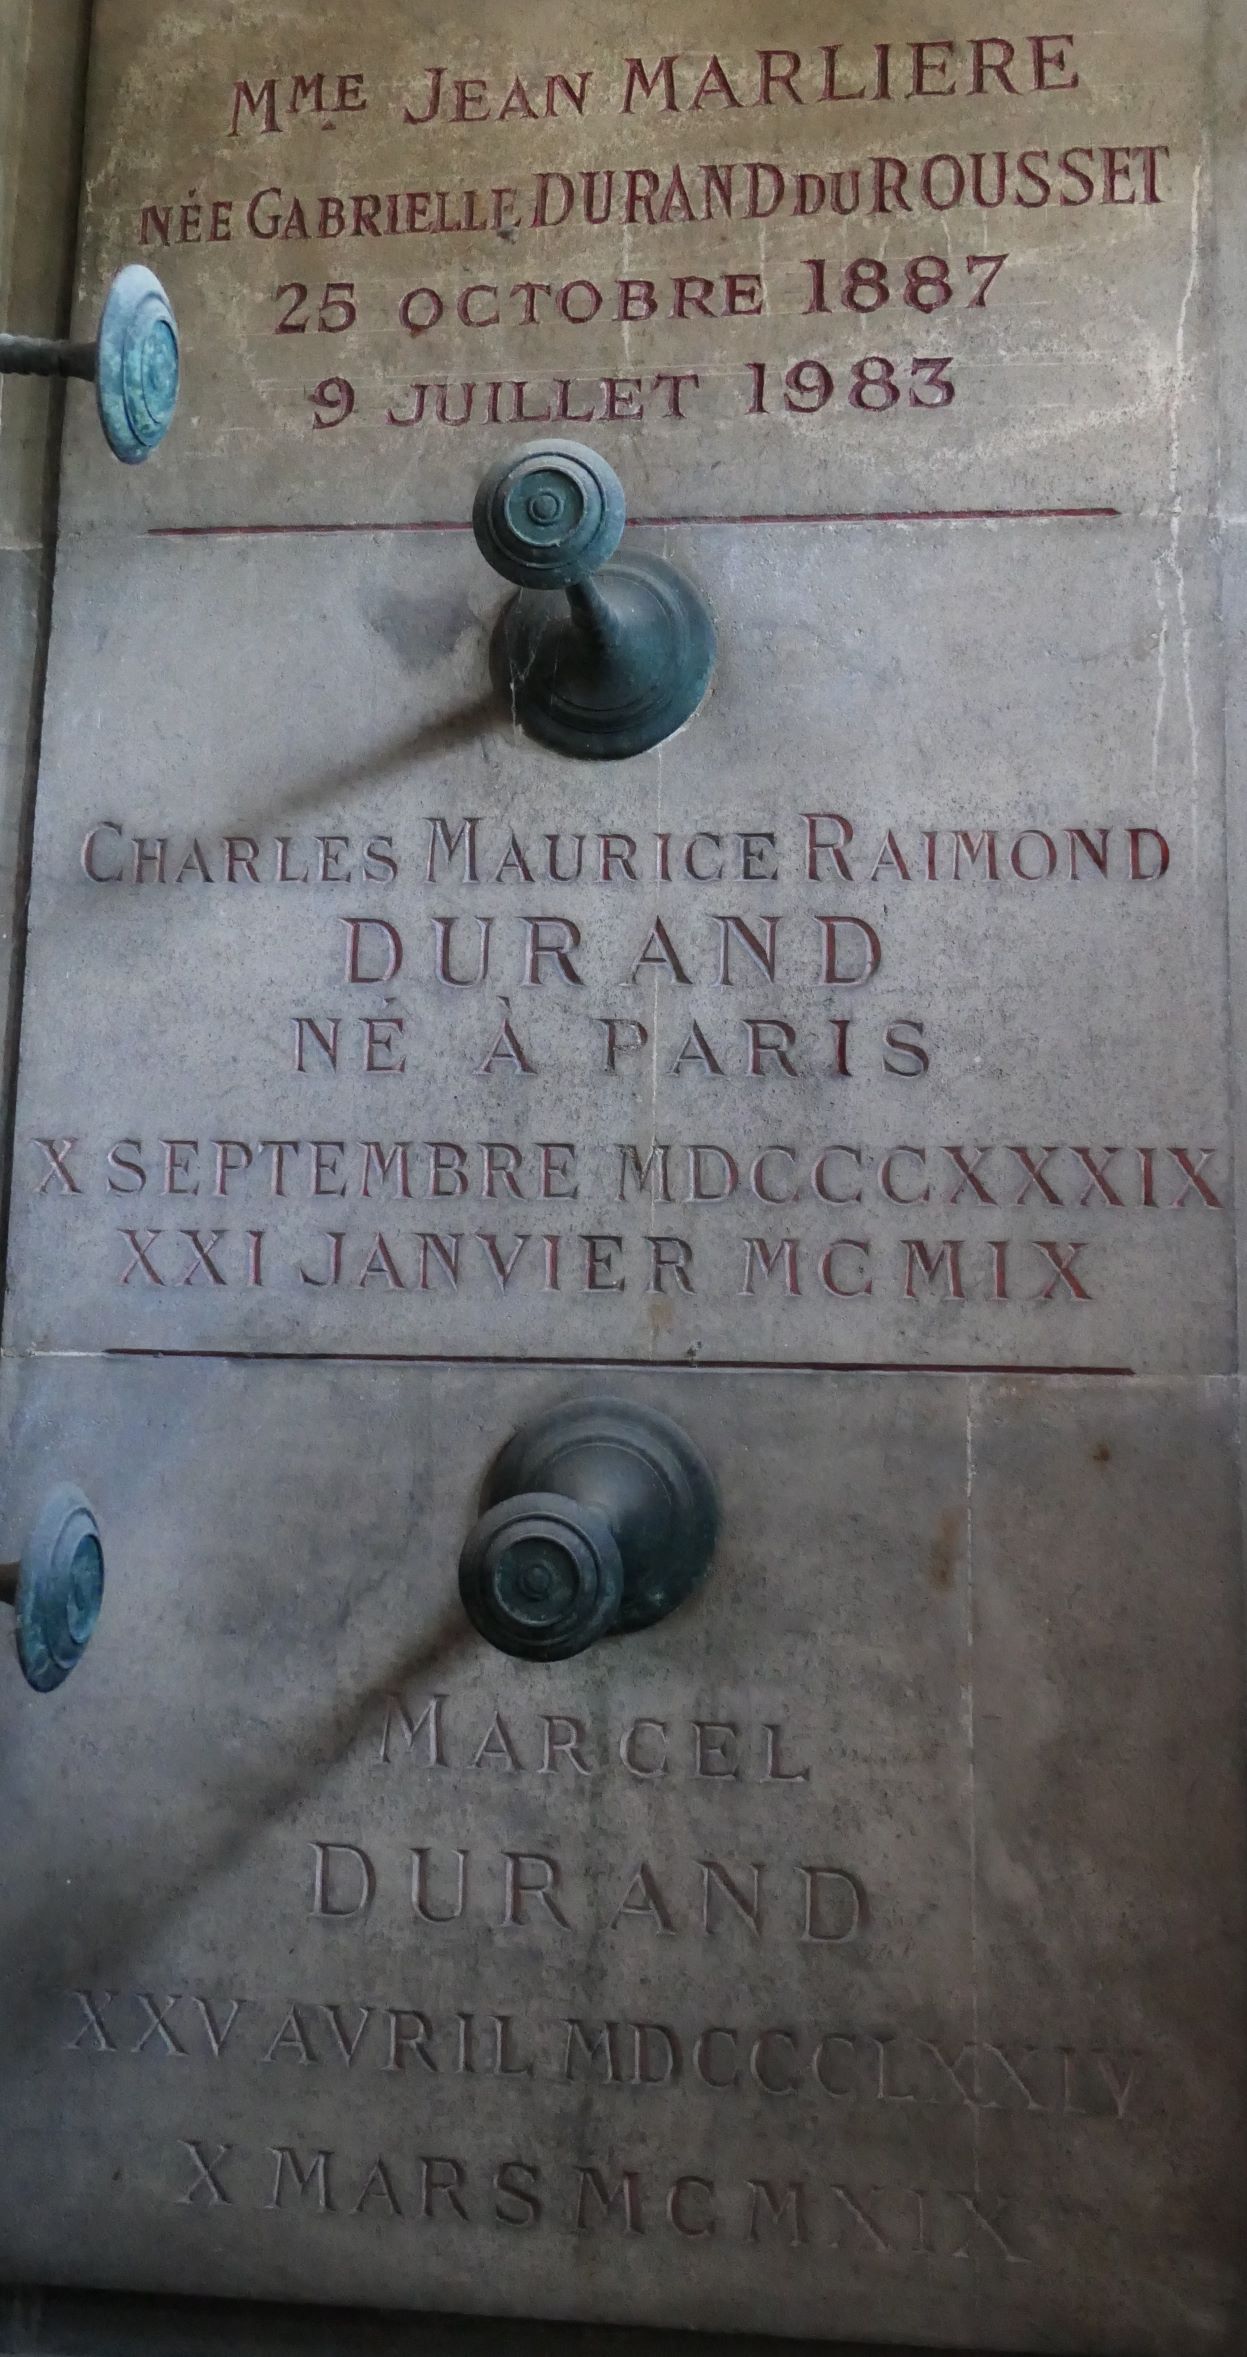 MME JEAN MARLIERE
NÉE GABRIELLE DURAND DU ROUSSET
25 OCTOBRE 1887
9 JUILLET 1983
CHARLES MAURICE RAIMOND
DURAND
NÉ À PARIS
X SEPTEMBRE MDCCCXXXIX
XXI JANVIER MCMIX
MARCEL
DURAND
XXV AVRIL MDCCCLXXIV
X MARS MCMXIX